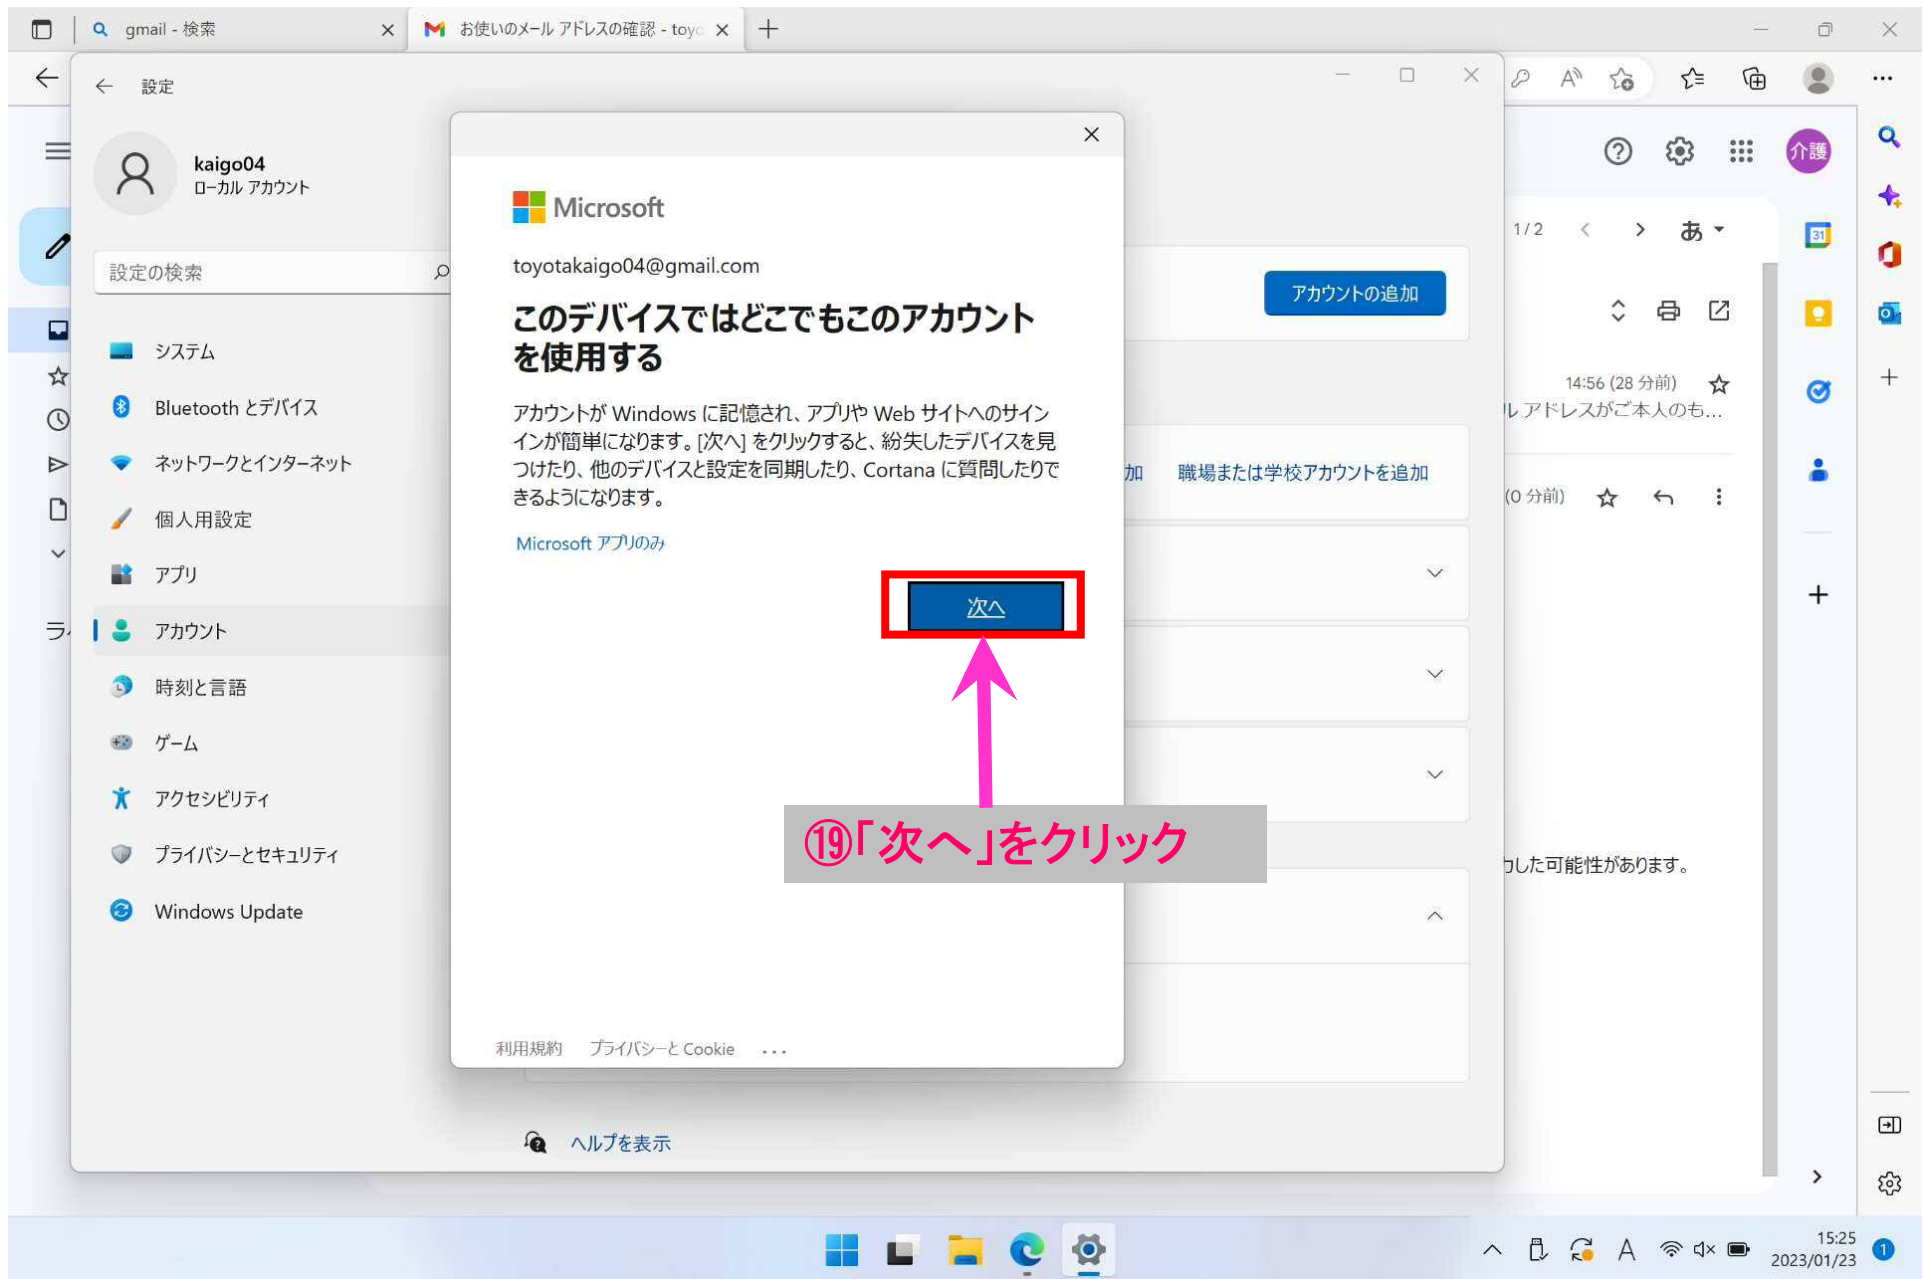 gmail - 検索
お使いのメール アドレスの確認 - toyo
設定
kaigo04
ローカル アカウント
設定の検索
システム
Bluetooth とデバイス
ネットワークとインターネット
個人用設定
アプリ
アカウント
時刻と言語
ゲーム
アクセシビリティ
プライバシーとセキュリティ
Windows Update
Microsoft
toyotakaigo04@gmail.com
このデバイスではどこでもこのアカウント
を使用する
アカウントが Windows に記憶され、アプリや Web サイトへのサイン
インが簡単になります。[次へ] をクリックすると、紛失したデバイスを見
つけたり、他のデバイスと設定を同期したり、Cortana に質問したりで
きるようになります。
Microsoft アプリのみ
次へ
⑲「次へ」をクリック
利用規約 プライバシーと Cookie ...
アカウントの追加
加 職場または学校アカウントを追加
ヘルプを表示
介護
1/2
あ
31
14:56 (28 分前)
ル アドレスがご本人のも...
(0 分前)
力した可能性があります。
A
15:25
2023/01/23
1